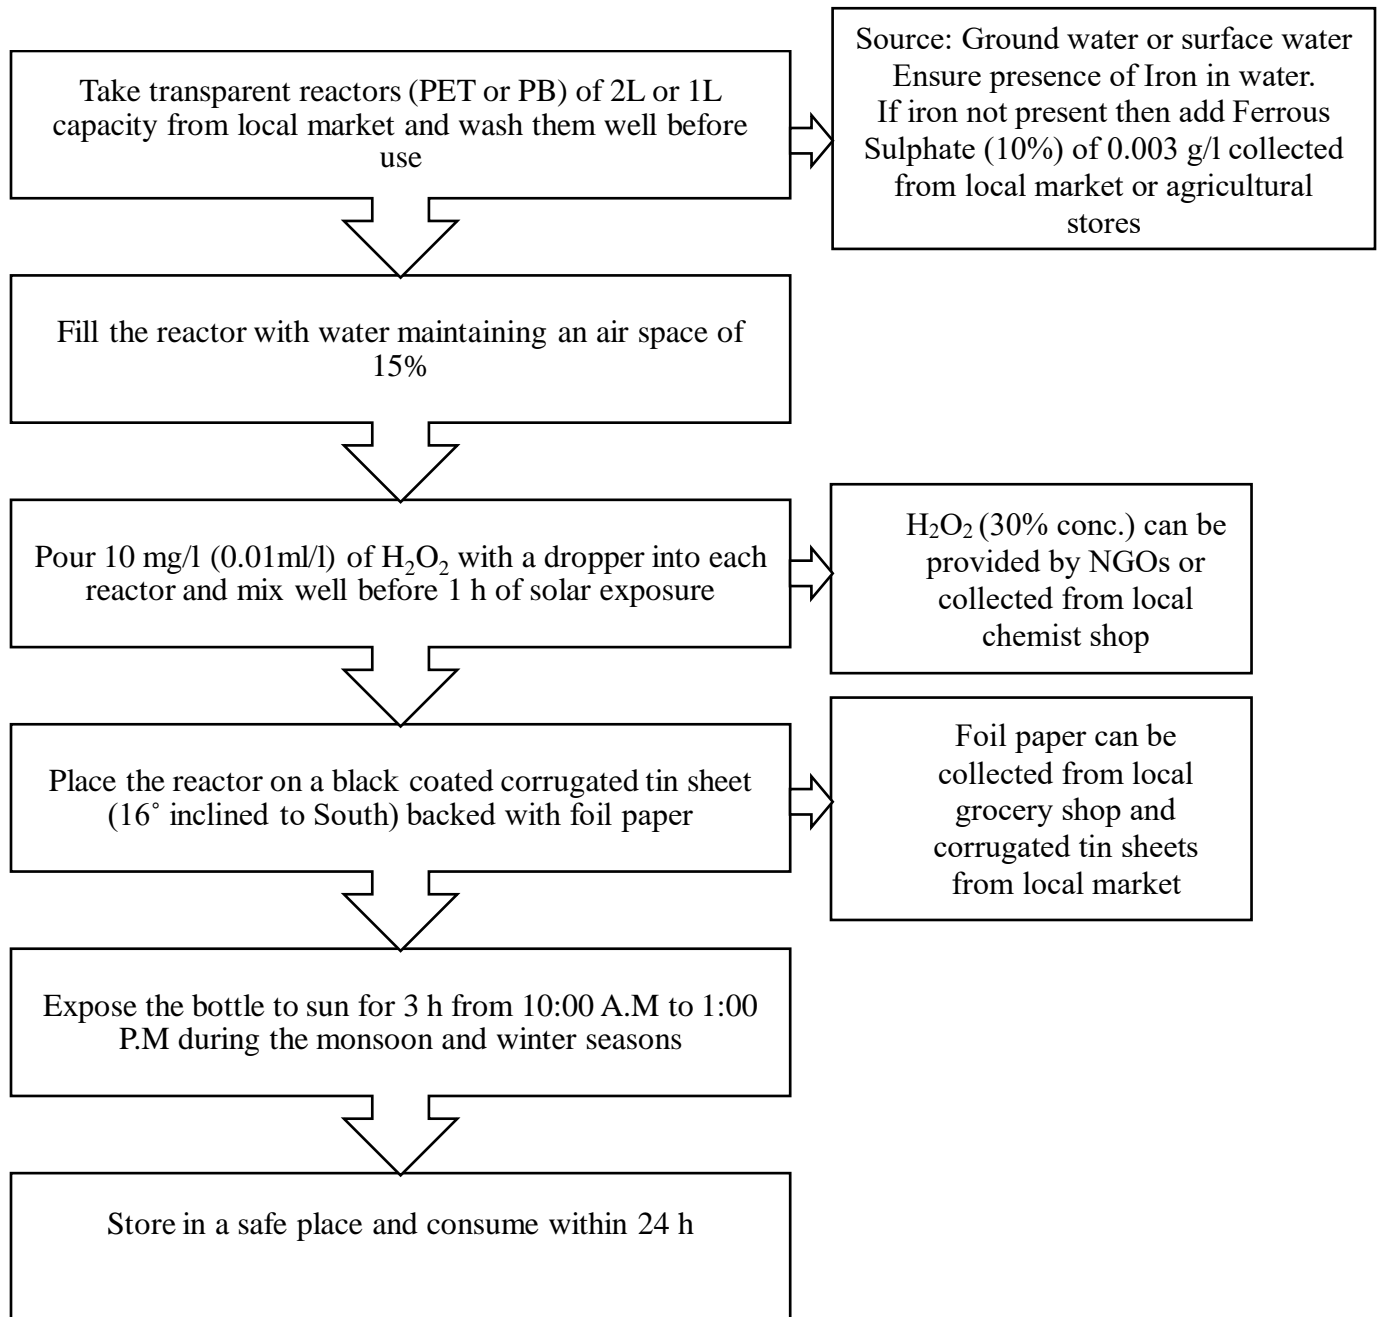 Take transparent reactors (PET or PB) of 2L or 1L
capacity from local market and wash them well before
use
Source: Ground water or surface water
Ensure presence of Iron in water.
If iron not present then add Ferrous
Sulphate (10%) of 0.003 g/l collected
from local market or agricultural
stores
Fill the reactor with water maintaining an air space of
15%
Pour 10 mg/l (0.01ml/l) of H₂O₂ with a dropper into each
reactor and mix well before 1 h of solar exposure
H₂O₂ (30% conc.) can be
provided by NGOs or
collected from local
chemist shop
Place the reactor on a black coated corrugated tin sheet
(16˚ inclined to South) backed with foil paper
Foil paper can be
collected from local
grocery shop and
corrugated tin sheets
from local market
Expose the bottle to sun for 3 h from 10:00 A.M to 1:00
P.M during the monsoon and winter seasons
Store in a safe place and consume within 24 h